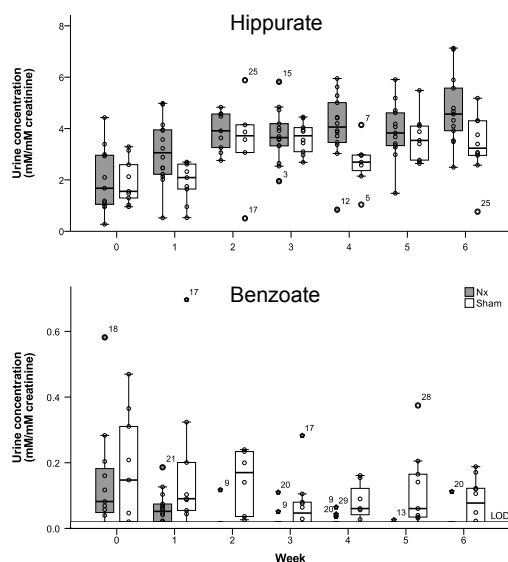 Hippurate
Urine concentration
(mM/mM creatinine)
8
6
4
2
0
25
17
15
3
7
12
5
25
0 1 2 3 4 5 6
Benzoate
Nx
Sham
Urine concentration
(mM/mM creatinine)
0.6
0.4
0.2
0.0
18
17
21
9
17
20
9
9
29
20
28
13
20
LOD
0 1 2 3 4 5 6
Week